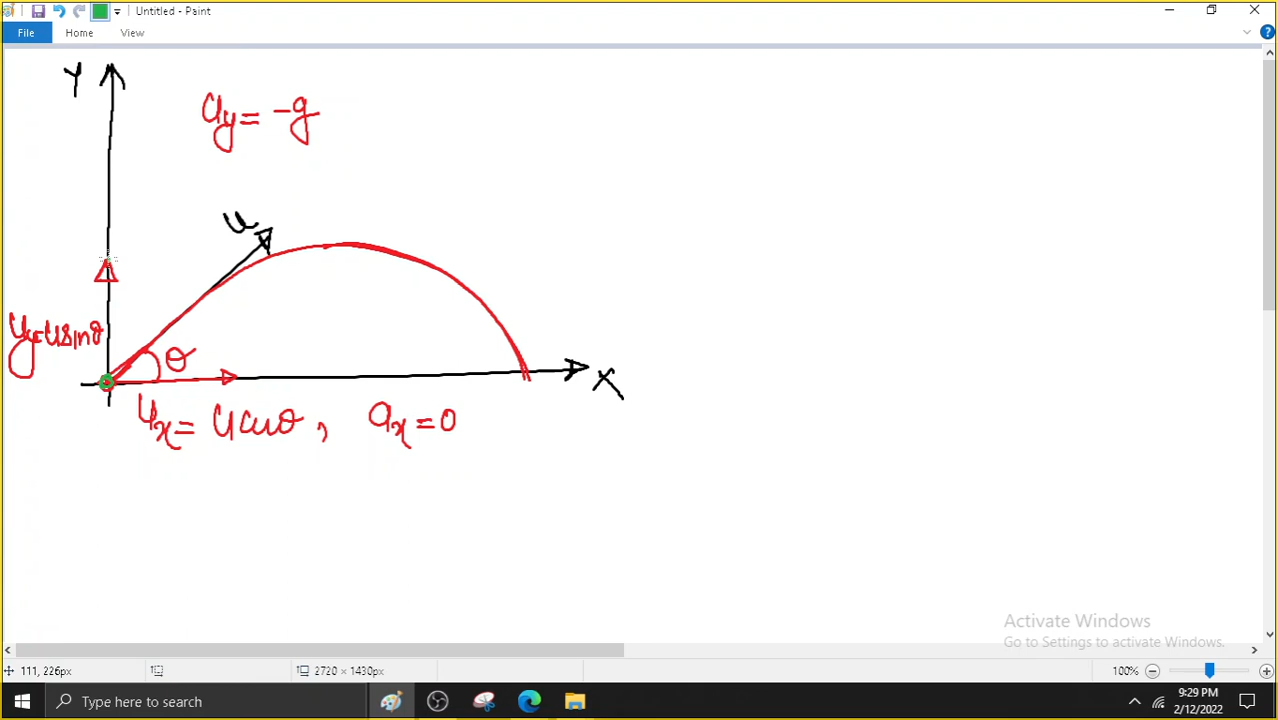 Untitled - Paint
File Home View
Y
ay = -g
u
uy=usinθ
θ
X
ux = ucosθ , ax = 0
Activate Windows
Go to Settings to activate Windows.
111, 226px
2720 × 1430px
100%
Type here to search
9:29 PM
2/12/2022